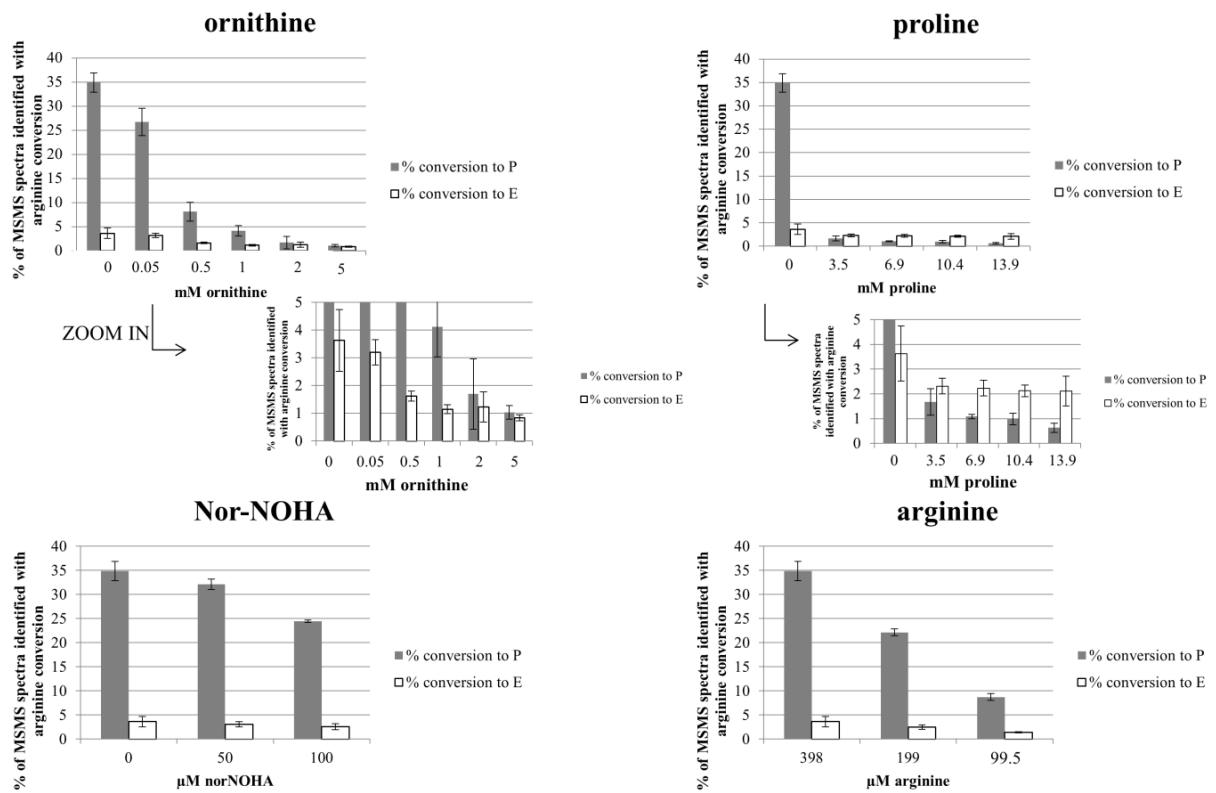 ornithine
% of MSMS spectra identified with
arginine conversion
40
35
30
25
20
15
10
5
0
0 0.05 0.5 1 2 5
mM ornithine
% conversion to P
% conversion to E
ZOOM IN
% of MSMS spectra identified
with arginine conversion
5
4
3
2
1
0
0 0.05 0.5 1 2 5
mM ornithine
% conversion to P
% conversion to E
proline
% of MSMS spectra identified with
arginine conversion
40
35
30
25
20
15
10
5
0
0 3.5 6.9 10.4 13.9
mM proline
% conversion to P
% conversion to E
ZOOM IN
% of MSMS spectra
identified with arginine
conversion
5
4
3
2
1
0
0 3.5 6.9 10.4 13.9
mM proline
% conversion to P
% conversion to E
Nor-NOHA
% of MSMS spectra identified with
arginine conversion
40
35
30
25
20
15
10
5
0
0 50 100
µM norNOHA
% conversion to P
% conversion to E
arginine
% of MSMS spectra identified with
arginine conversion
40
35
30
25
20
15
10
5
0
398 199 99.5
µM arginine
% conversion to P
% conversion to E